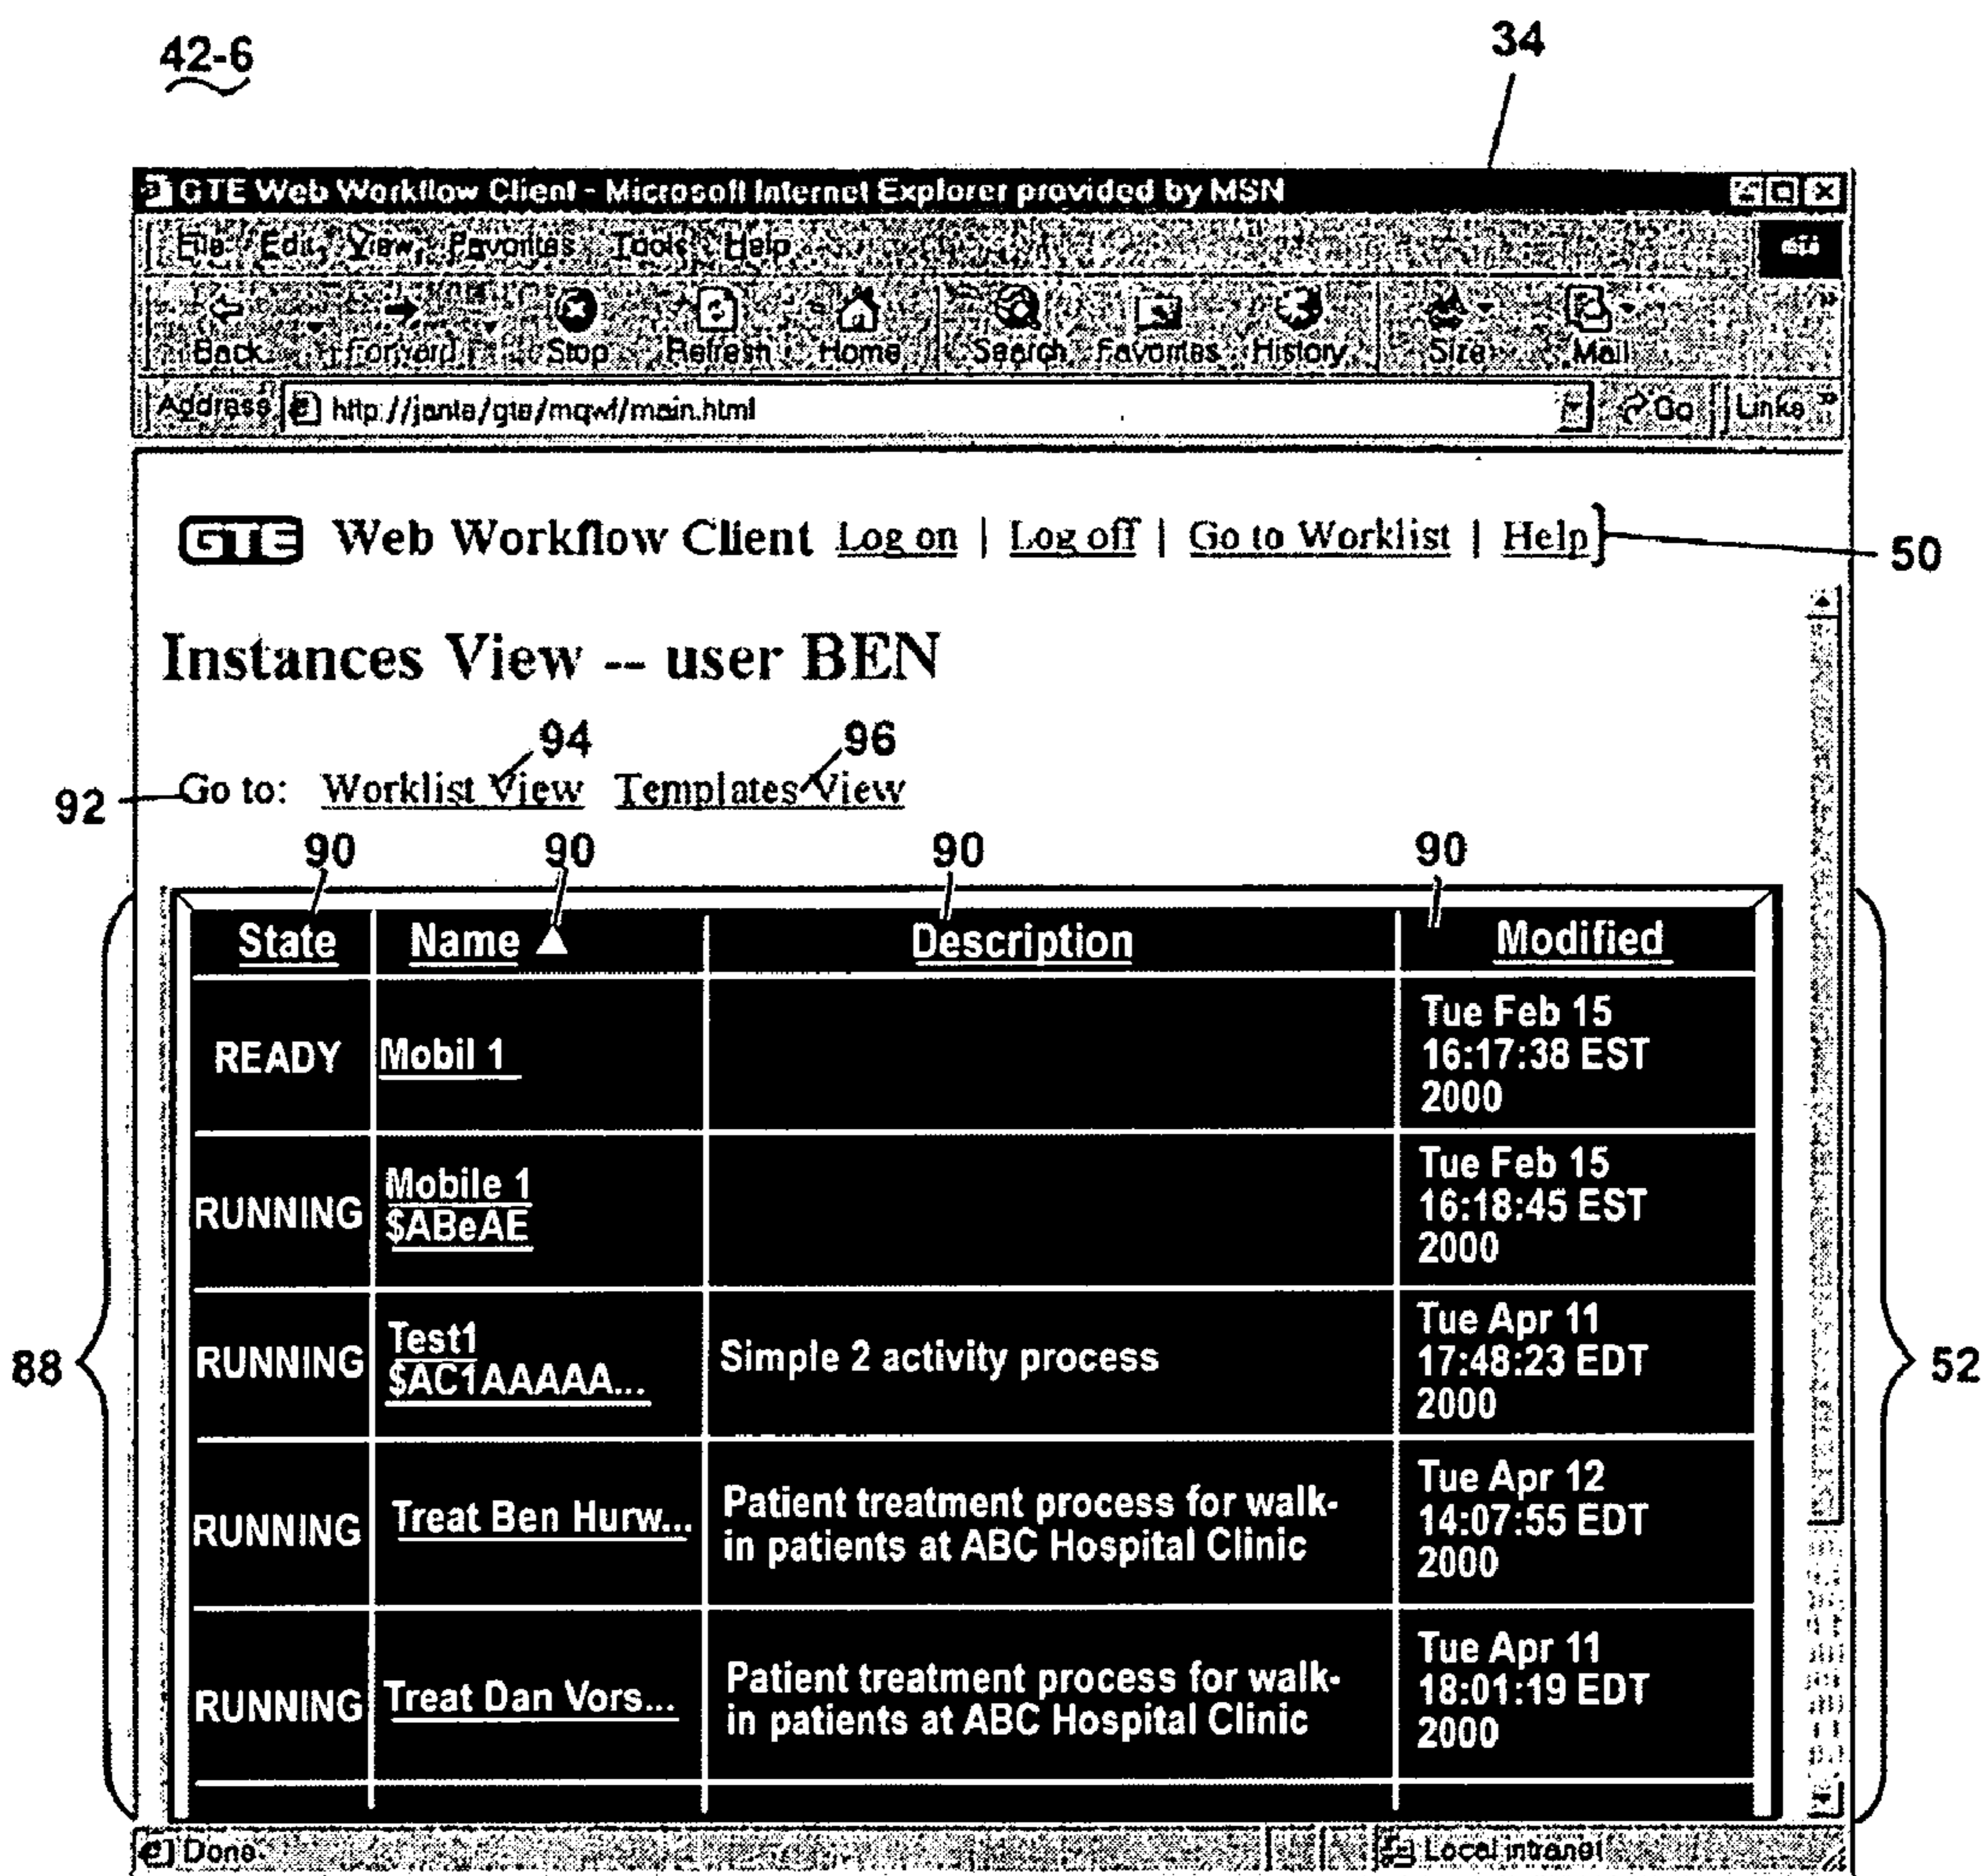 42-6
34
GTE Web Workflow Client - Microsoft Internet Explorer provided by MSN
File Edit View Favorites Tools Help
Back Forward Stop Refresh Home Search Favorites History Size Mail
Address http://janta/gte/mqwf/main.html Go Links »
GTE Web Workflow Client Log on | Log off | Go to Worklist | Help
50
Instances View -- user BEN
94 96
92 Go to: Worklist View Templates View
90 90 90 90
State Name Description Modified
READY Mobil 1 Tue Feb 15
16:17:38 EST
2000
RUNNING Mobile 1
$ABeAE Tue Feb 15
16:18:45 EST
2000
88
52
RUNNING Test1
$AC1AAAAA... Simple 2 activity process Tue Apr 11
17:48:23 EDT
2000
RUNNING Treat Ben Hurw... Patient treatment process for walk-
in patients at ABC Hospital Clinic Tue Apr 12
14:07:55 EDT
2000
RUNNING Treat Dan Vors... Patient treatment process for walk-
in patients at ABC Hospital Clinic Tue Apr 11
18:01:19 EDT
2000
Done Local intranet